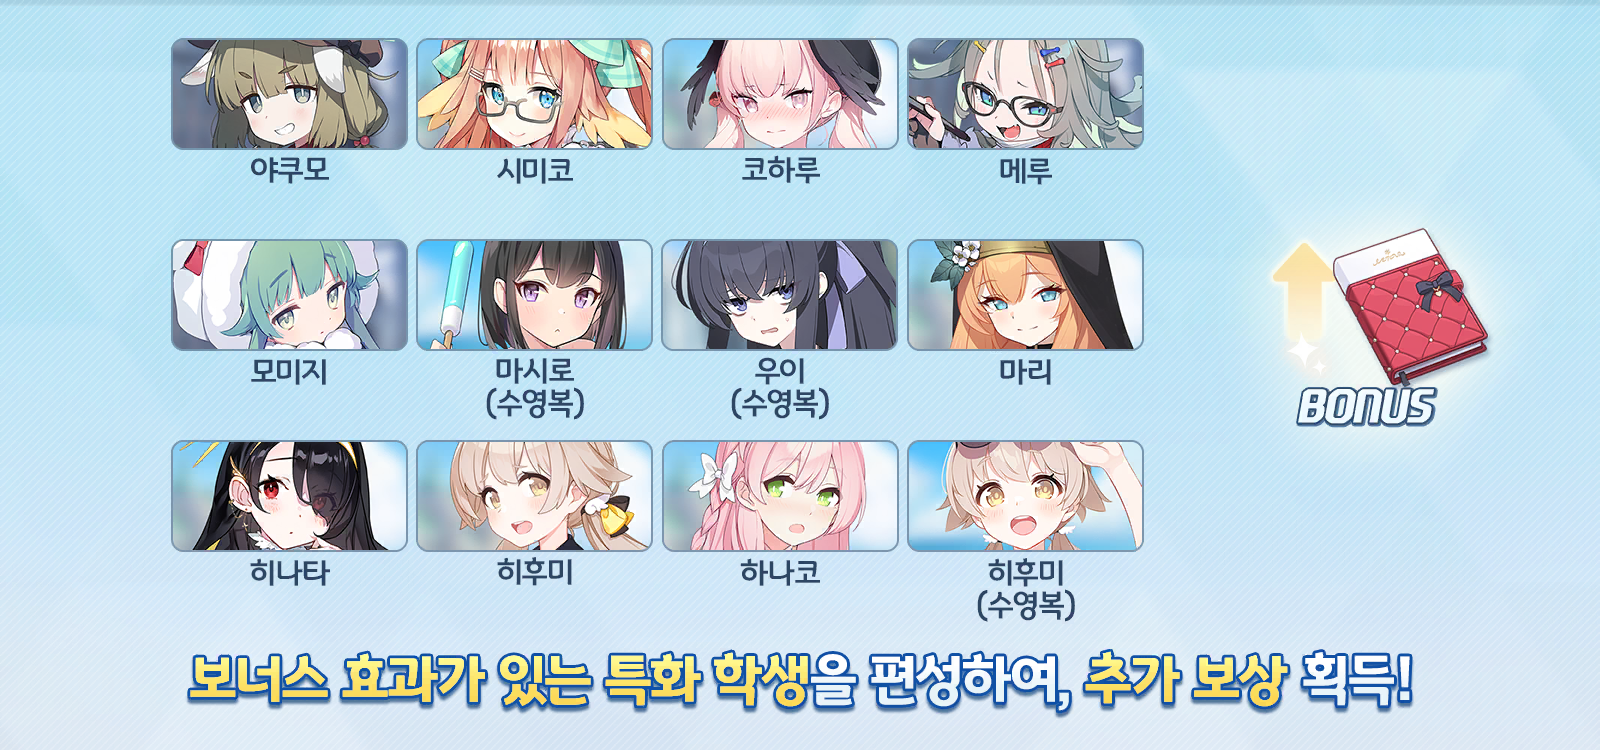 야쿠모
시미코
코하루
메루
모미지
마시로
(수영복)
우이
(수영복)
마리
BONUS
히나타
히후미
하나코
히후미
(수영복)
보너스 효과가 있는 특화 학생을 편성하여, 추가 보상 획득!